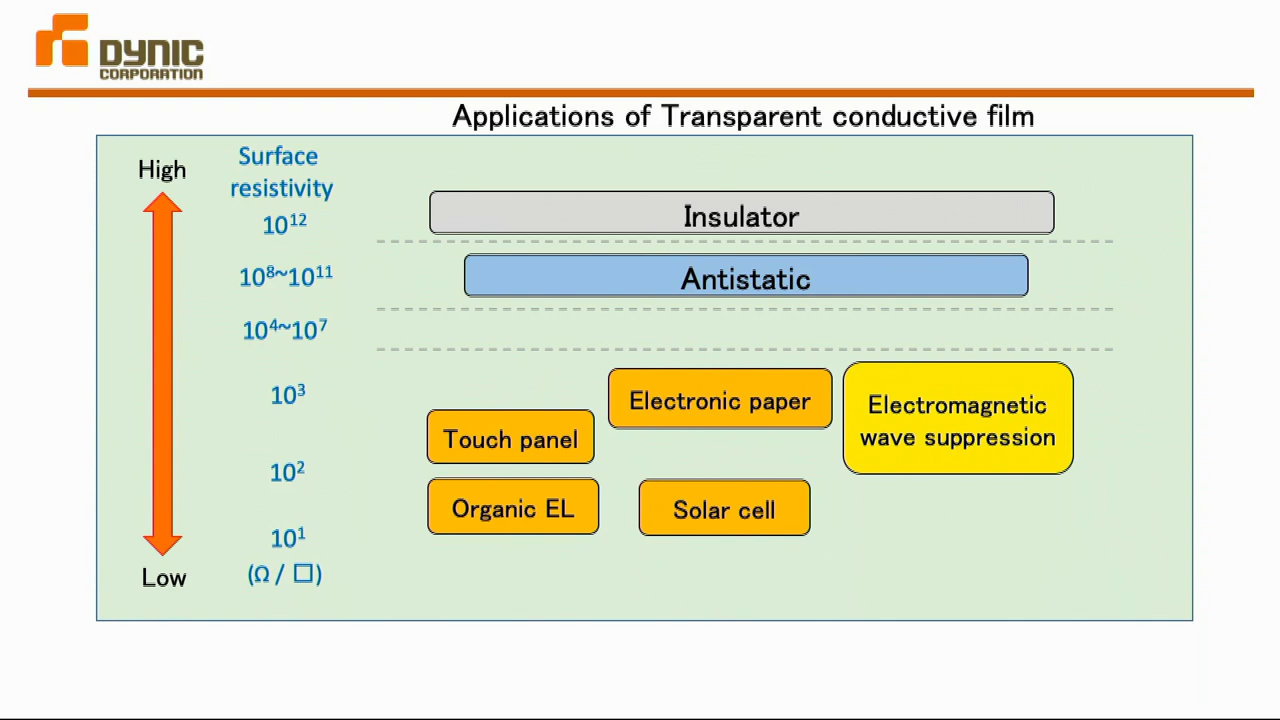 DYNIC
CORPORATION
Applications of Transparent conductive film
High
Surface
resistivity
10¹²
Insulator
10⁸~10¹¹
Antistatic
10⁴~10⁷
10³
Electronic paper
Electromagnetic
wave suppression
Touch panel
10²
Organic EL
Solar cell
10¹
(Ω / □)
Low